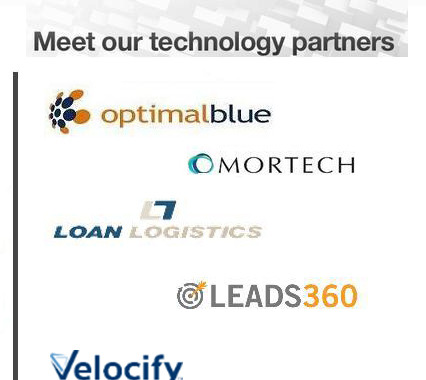 Meet our technology partners
optimalblue
MORTECH
LOAN LOGISTICS
LEADS360
Velocify